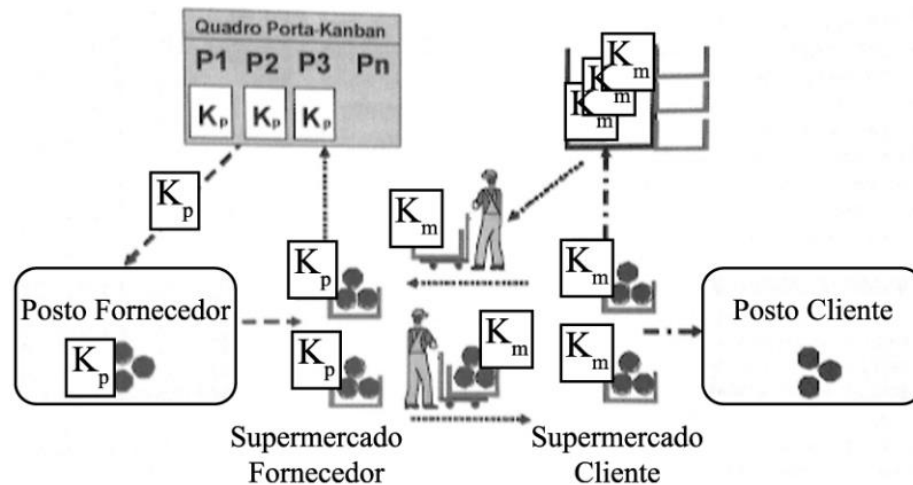 Quadro Porta-Kanban
P1 P2 P3 Pn
Kp Kp Kp
Km
Km
Km
Kp
Km
Kp
Km
Posto Fornecedor
Posto Cliente
Kp
Kp
Km
Km
Supermercado
Fornecedor
Supermercado
Cliente